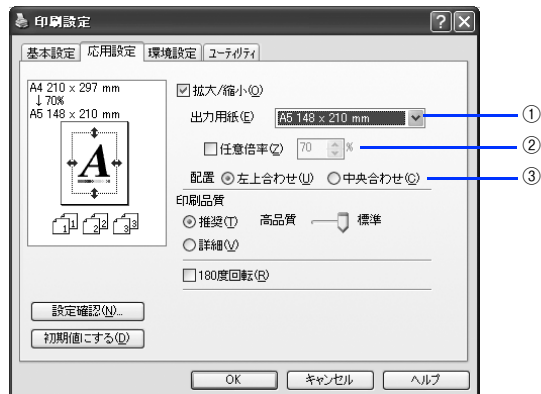 印刷設定
基本設定 応用設定 環境設定 ユーティリティ
A4 210 x 297 mm
↓70%
A5 148 x 210 mm
A
1 1 2 2 3 3
拡大/縮小(O)
出力用紙(E) A5 148 x 210 mm ①
任意倍率(Z) 70 % ②
配置 左上合わせ(U) 中央合わせ(C) ③
印刷品質
推奨(T) 高品質 標準
詳細(V)
180度回転(R)
設定確認(N)...
初期値にする(D)
OK キャンセル ヘルプ